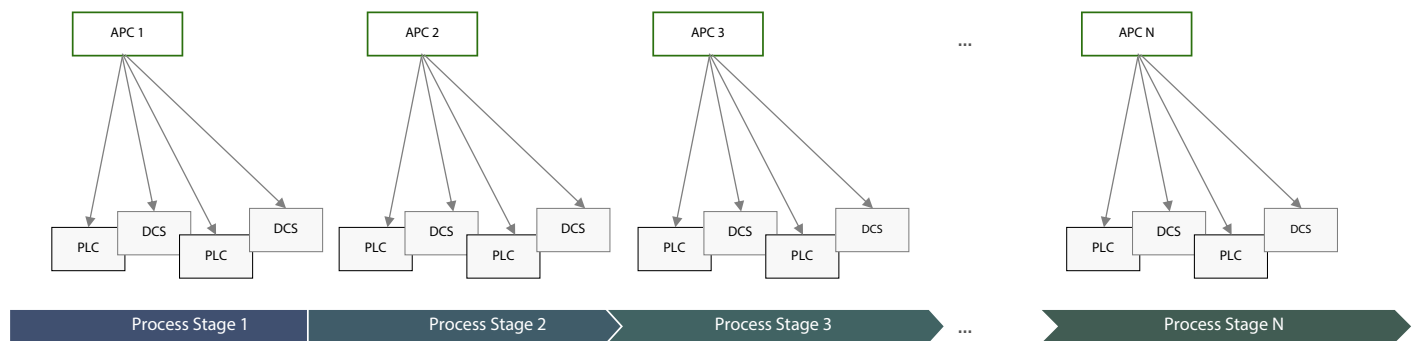 APC 1
APC 2
APC 3
...
APC N
PLC
DCS
PLC
DCS
PLC
DCS
PLC
DCS
PLC
DCS
PLC
DCS
PLC
DCS
PLC
DCS
Process Stage 1
Process Stage 2
Process Stage 3
...
Process Stage N